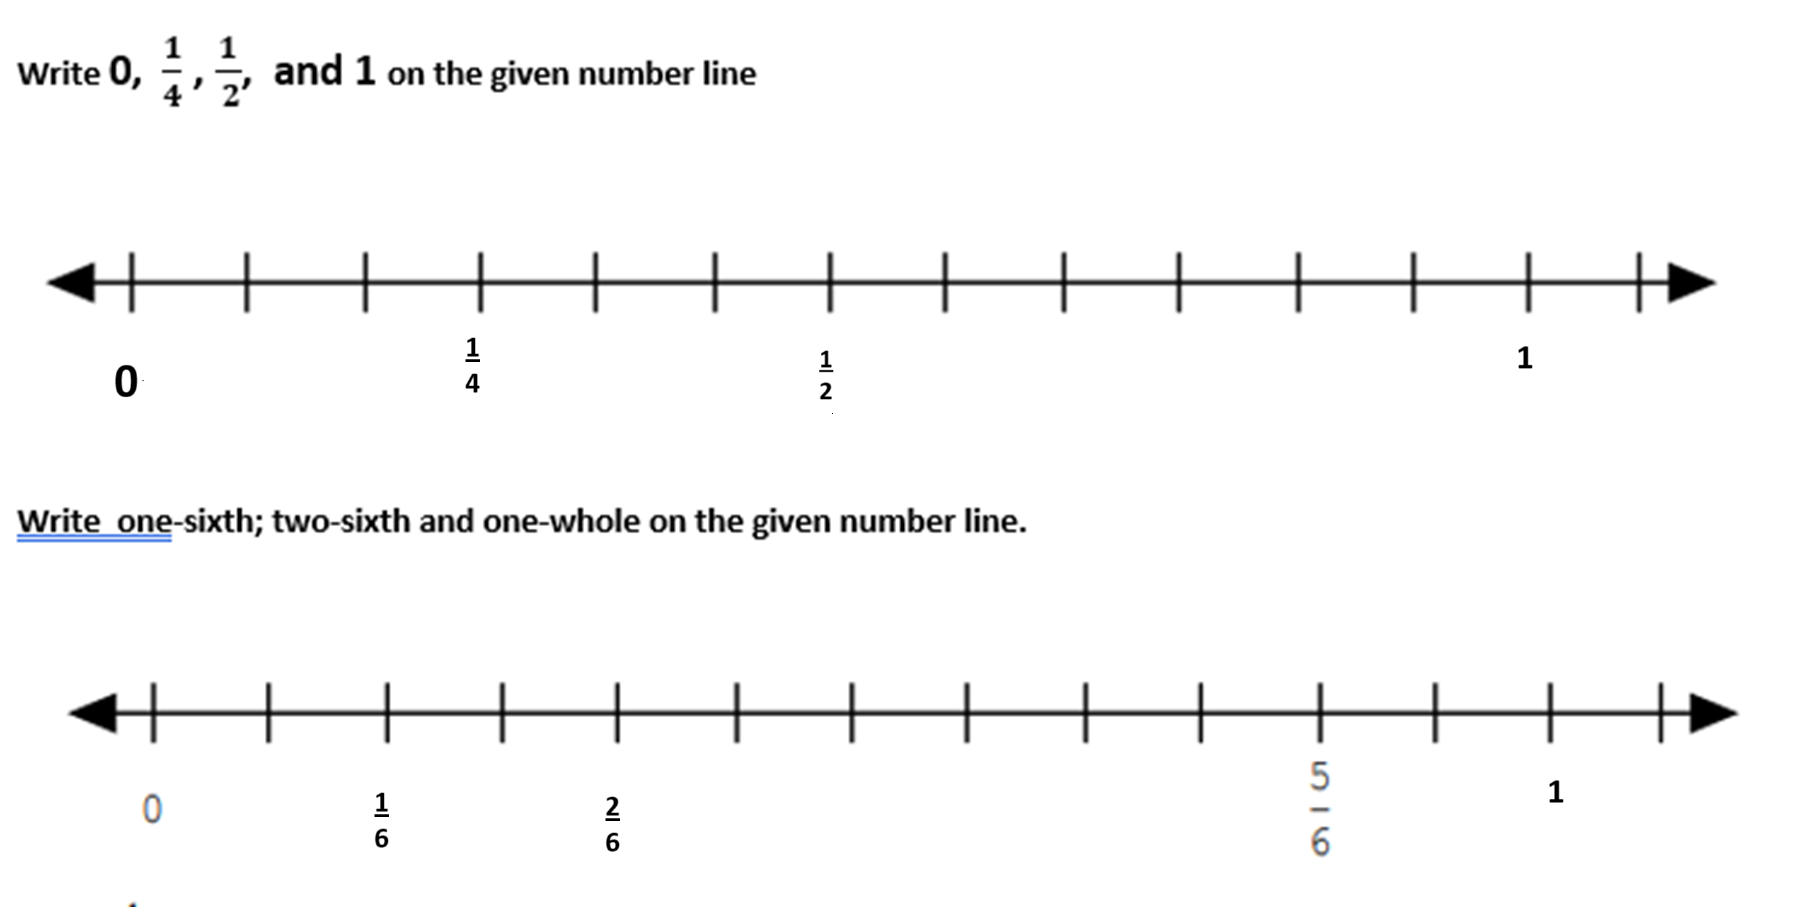 Write 0, 1/4, 1/2, and 1 on the given number line
0 1/4 1/2 1
Write one-sixth; two-sixth and one-whole on the given number line.
0 1/6 2/6 5/6 1